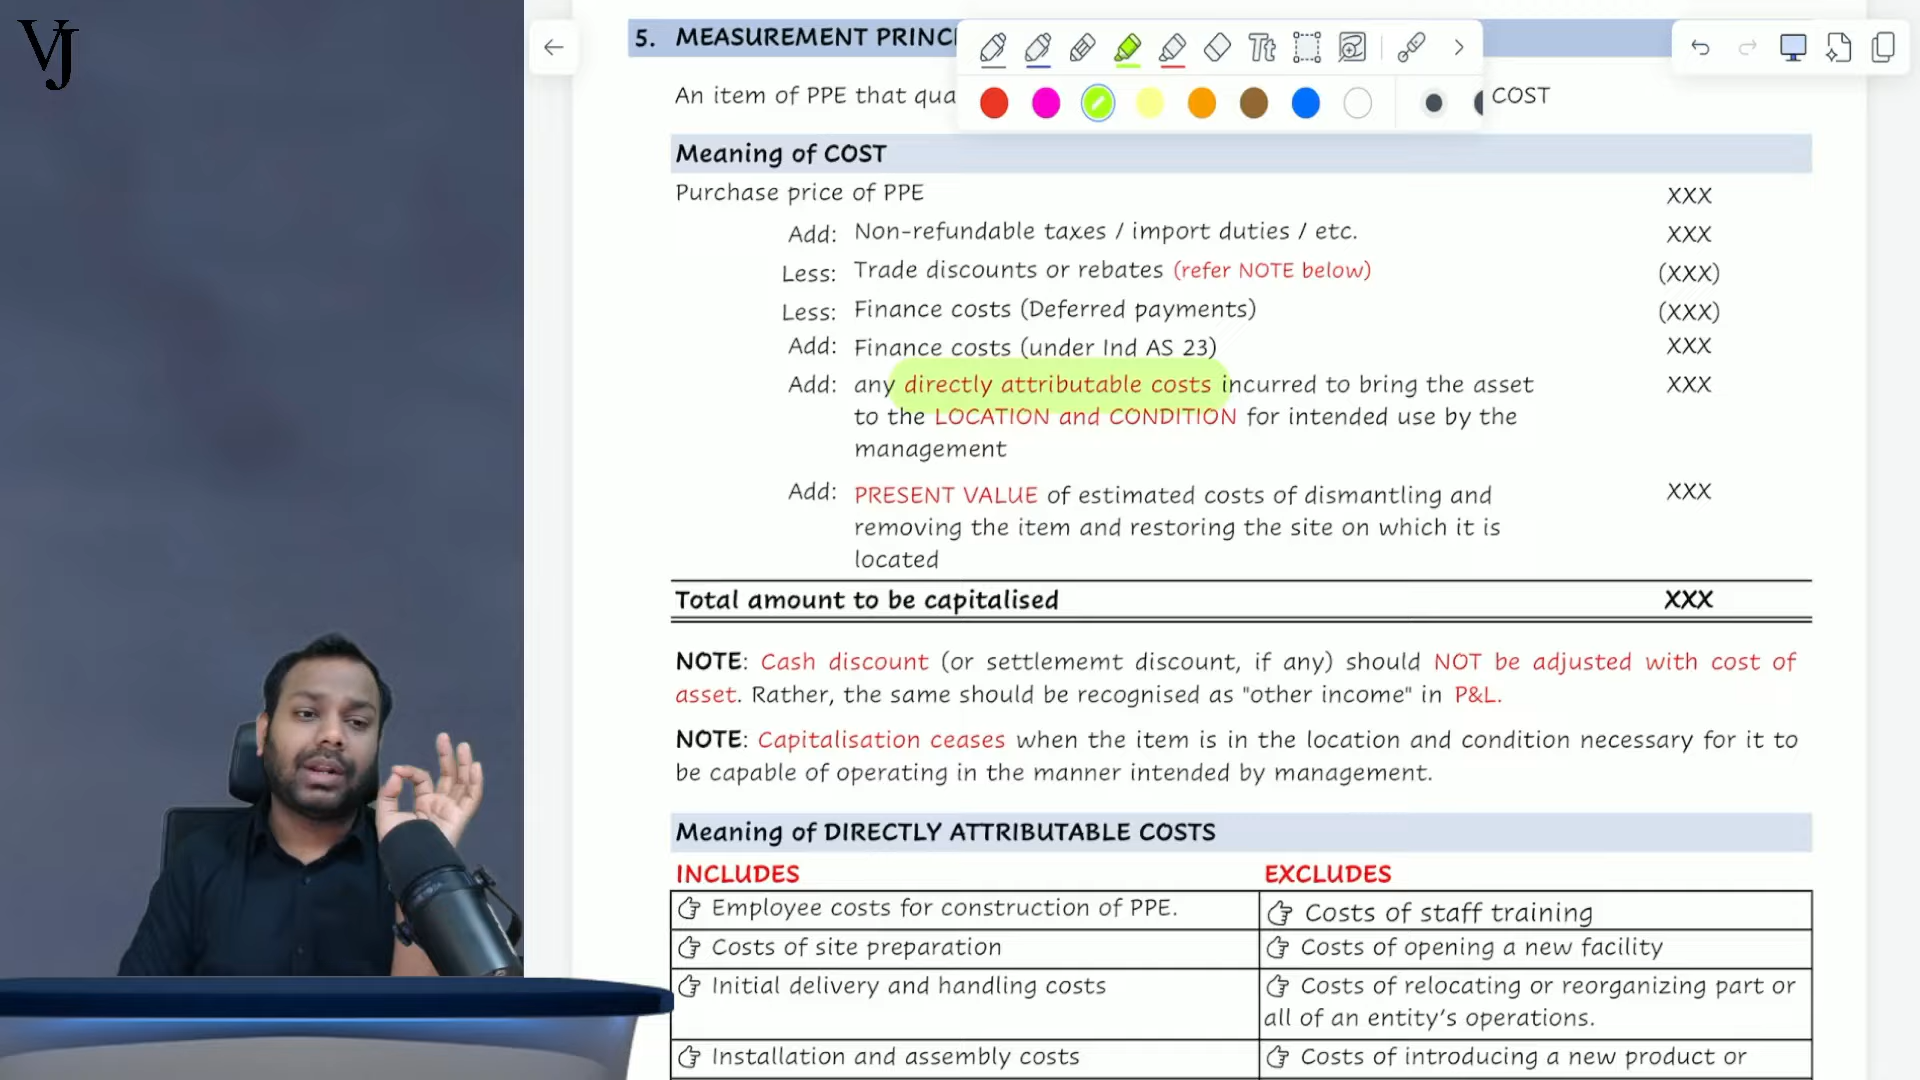 VJ
5. MEASUREMENT PRINC
An item of PPE that qua COST
Meaning of COST
Purchase price of PPE XXX
Add: Non-refundable taxes / import duties / etc. XXX
Less: Trade discounts or rebates (refer NOTE below) (XXX)
Less: Finance costs (Deferred payments) (XXX)
Add: Finance costs (under Ind AS 23) XXX
Add: any directly attributable costs incurred to bring the asset XXX
to the LOCATION and CONDITION for intended use by the
management
Add: PRESENT VALUE of estimated costs of dismantling and XXX
removing the item and restoring the site on which it is
located
Total amount to be capitalised XXX
NOTE: Cash discount (or settlememt discount, if any) should NOT be adjusted with cost of
asset. Rather, the same should be recognised as "other income" in P&L.
NOTE: Capitalisation ceases when the item is in the location and condition necessary for it to
be capable of operating in the manner intended by management.
Meaning of DIRECTLY ATTRIBUTABLE COSTS
INCLUDES EXCLUDES
Employee costs for construction of PPE. Costs of staff training
Costs of site preparation Costs of opening a new facility
Initial delivery and handling costs Costs of relocating or reorganizing part or
all of an entity's operations.
Installation and assembly costs Costs of introducing a new product or